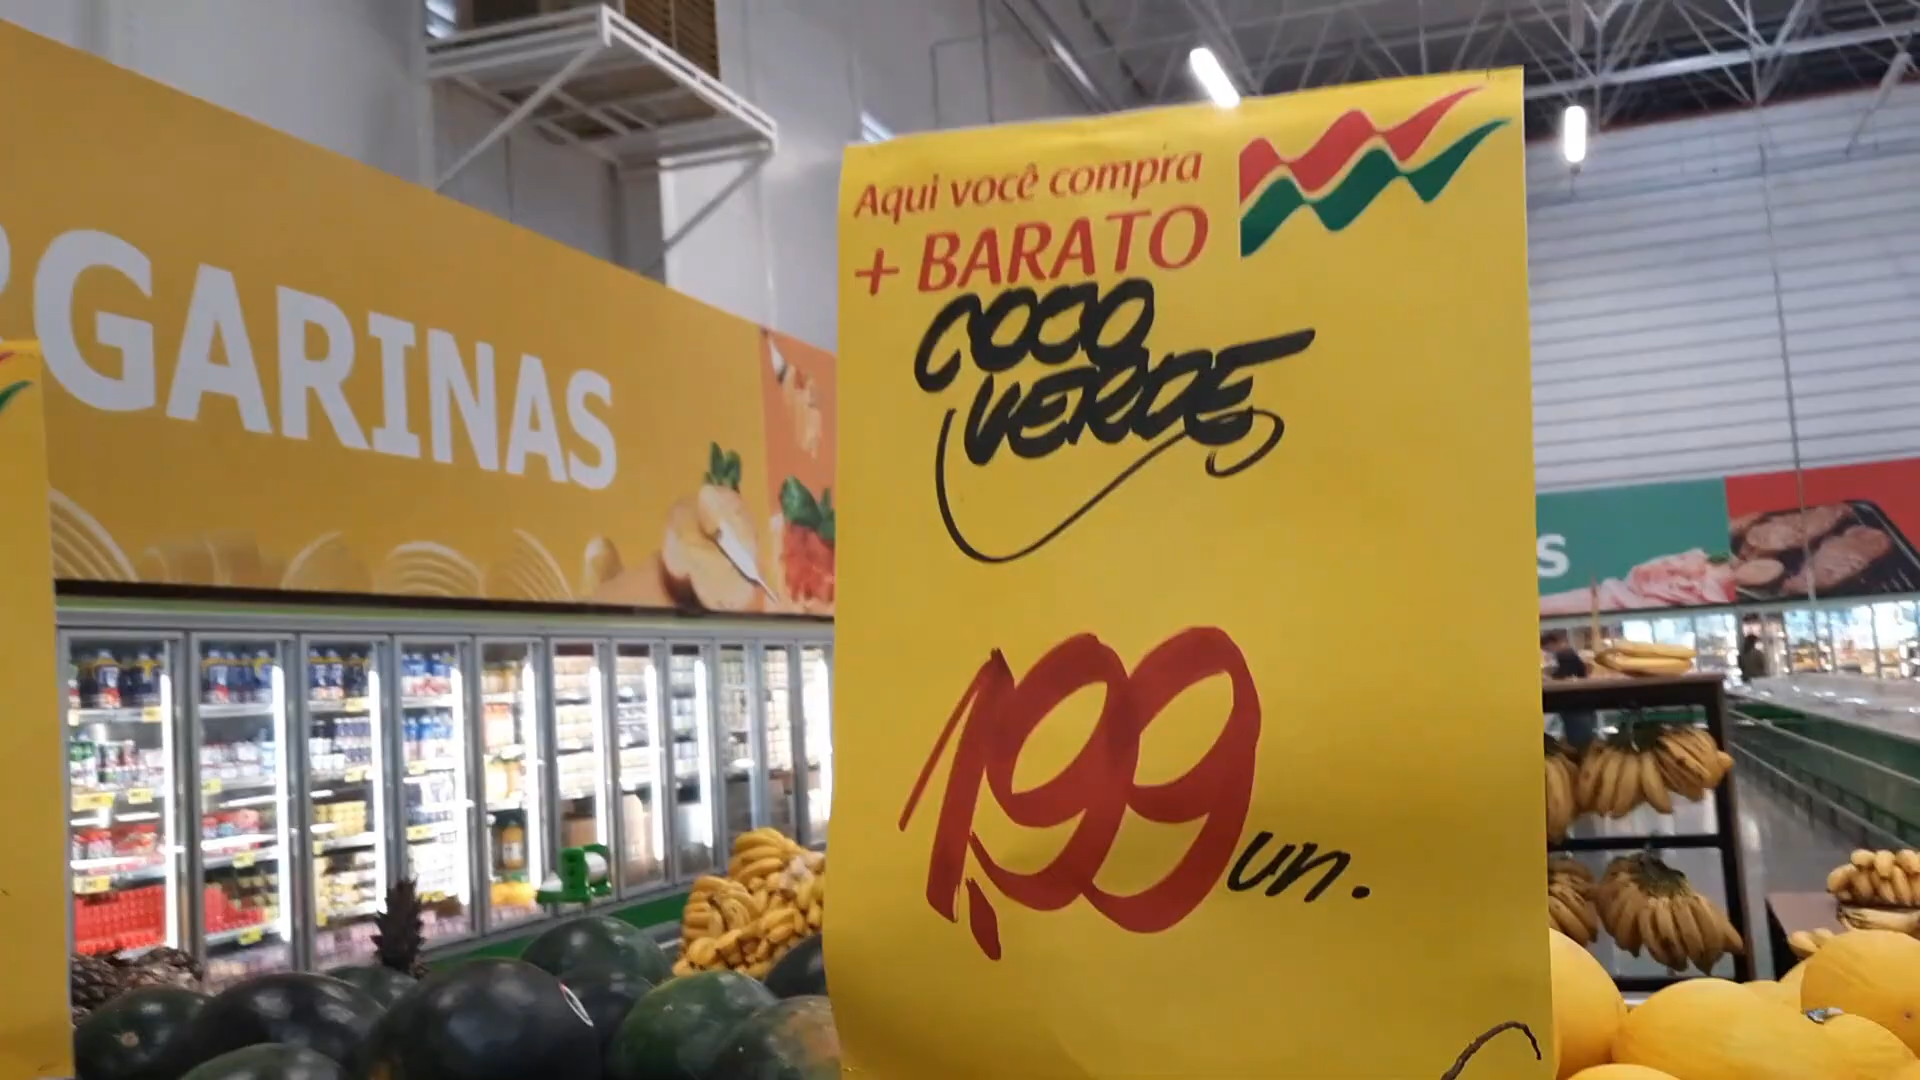 GARINAS
Aqui você compra
+ BARATO
COCO
VERDE
1,99 un.
S